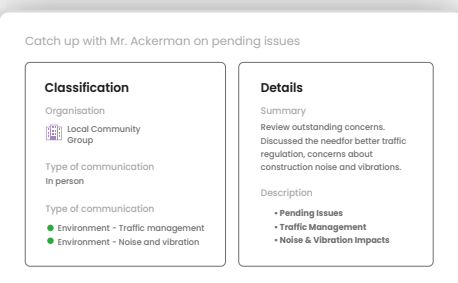 Catch up with Mr. Ackerman on pending issues
Classification
Organisation
Local Community
Group
Type of communication
In person
Type of communication
Environment - Traffic management
Environment - Noise and vibration
Details
Summary
Review outstanding concerns.
Discussed the needfor better traffic
regulation, concerns about
construction noise and vibrations.
Description
• Pending Issues
• Traffic Management
• Noise & Vibration Impacts